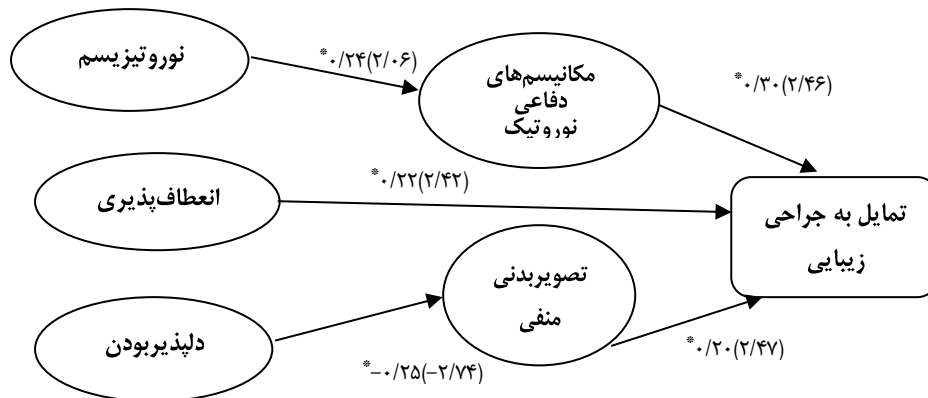 نوروتیزیسم
*۰/۲۴(۲/۰۶)
مکانیسم‌های
دفاعی
نوروتیک
*۰/۳۰(۲/۴۶)
انعطاف‌پذیری
*۰/۲۲(۲/۴۲)
تمایل به جراحی
زیبایی
تصویربدنی
منفی
دلپذیربودن
*-۰/۲۵(-۲/۷۴)
*۰/۲۰(۲/۴۷)